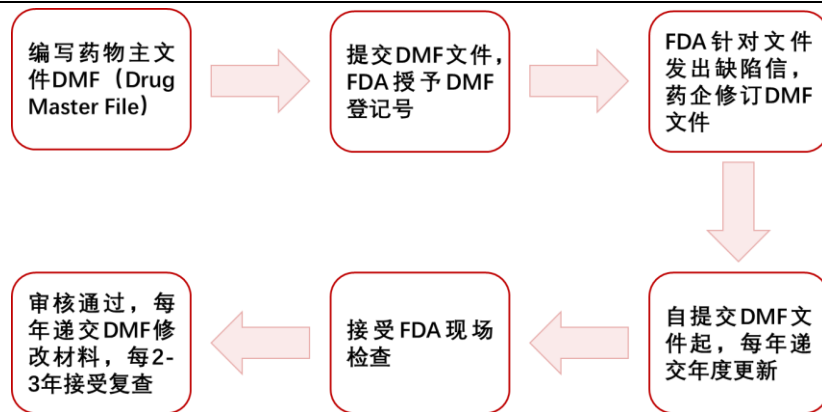 编写药物主文
件DMF（Drug
Master File）
提交DMF文件，
FDA授予DMF
登记号
FDA针对文件
发出缺陷信，
药企修订DMF
文件
自提交DMF文
件起，每年递
交年度更新
接受FDA现场
检查
审核通过，每
年递交DMF修
改材料，每2-
3年接受复查